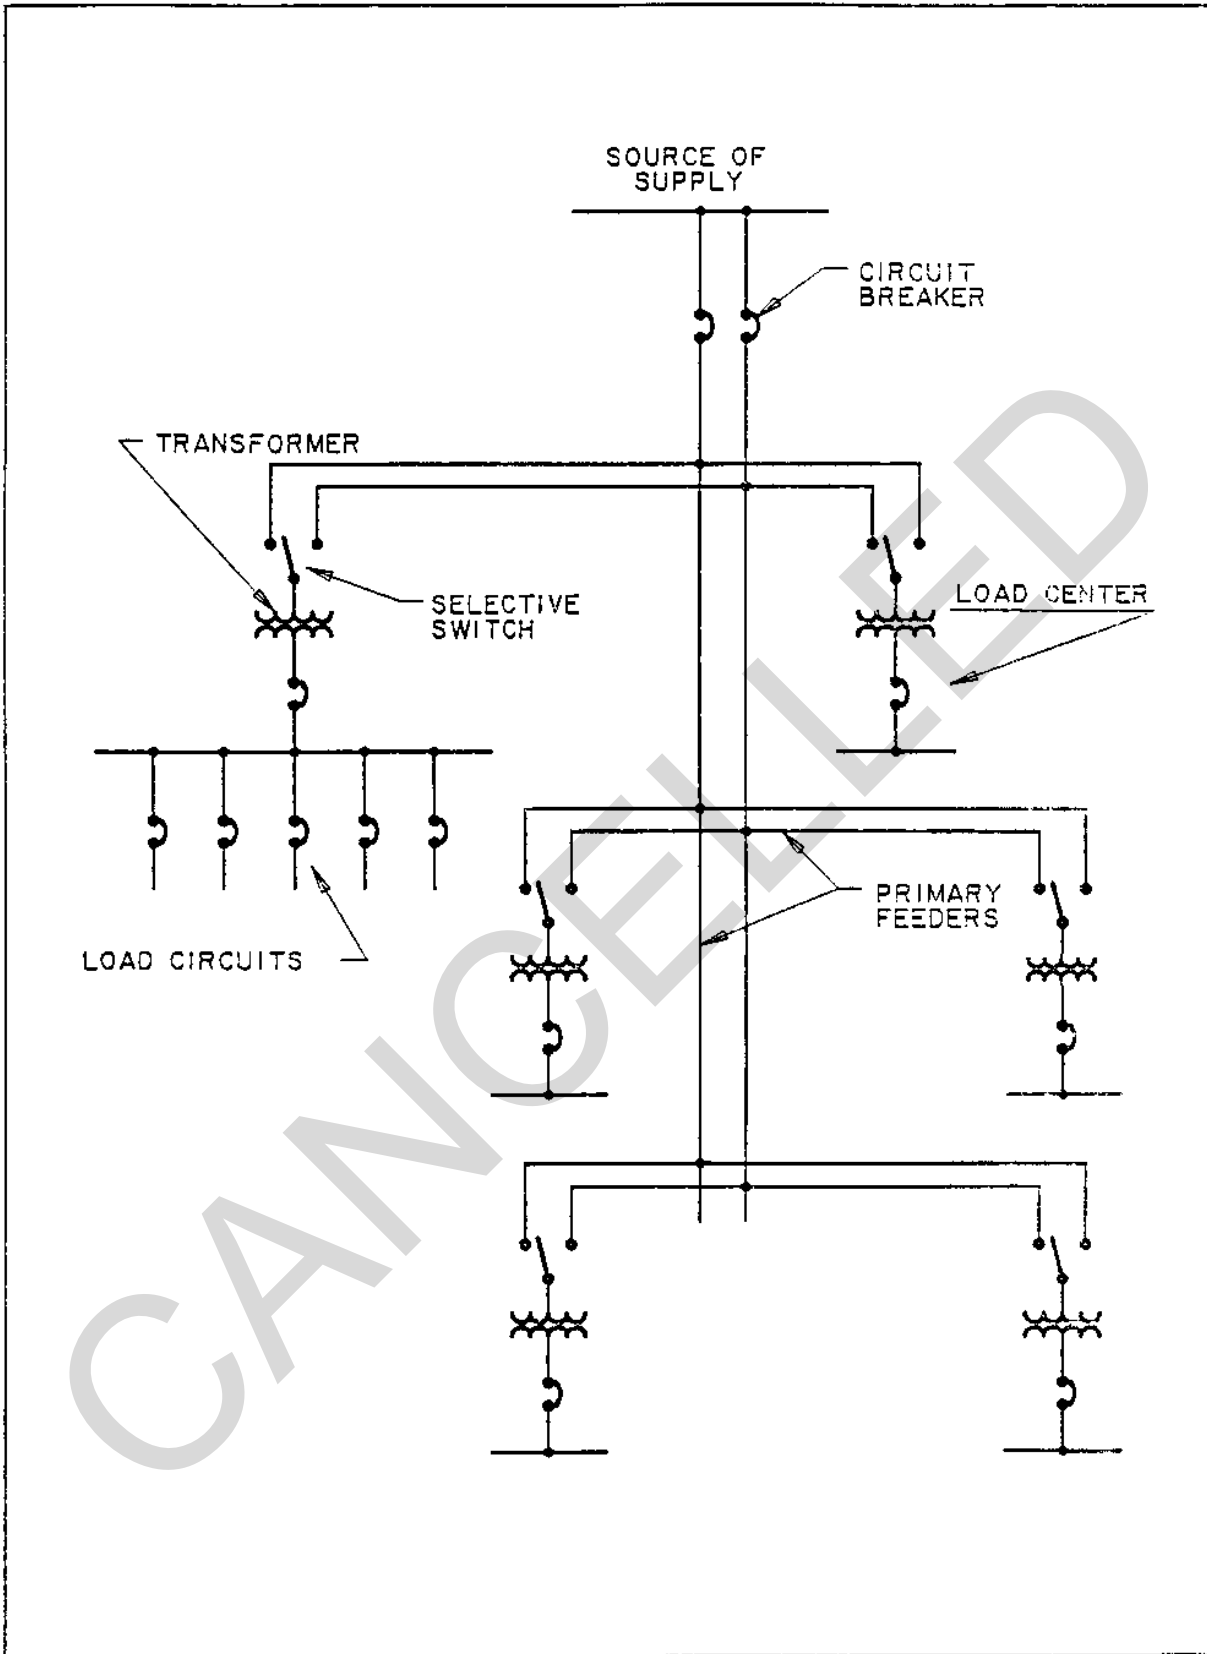 SOURCE OF
SUPPLY
CIRCUIT
BREAKER
TRANSFORMER
SELECTIVE
SWITCH
LOAD CENTER
PRIMARY
FEEDERS
LOAD CIRCUITS
CANCELLED